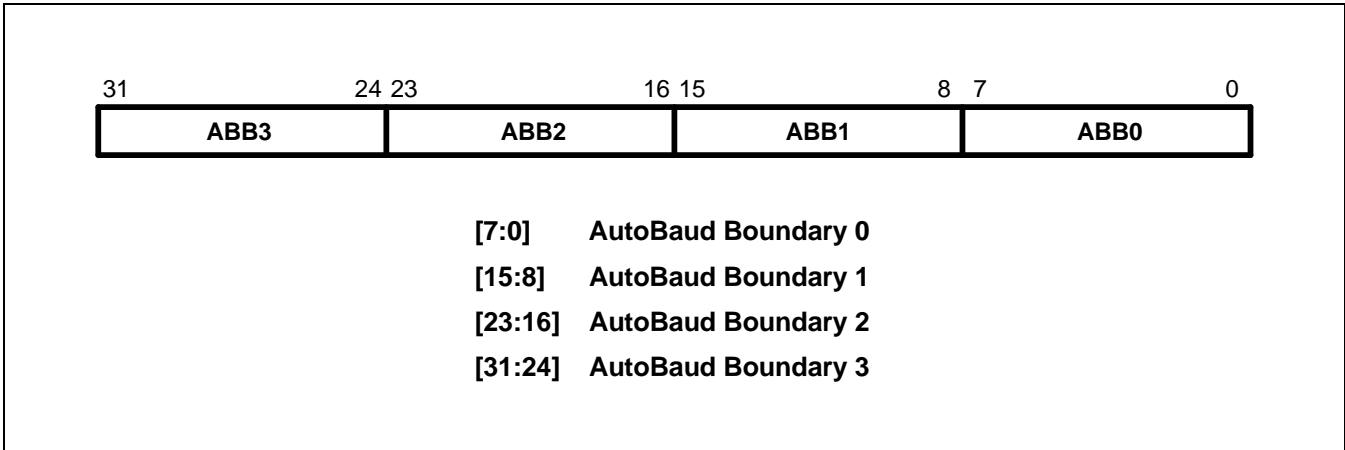 31 24 23 16 15 8 7 0
ABB3 ABB2 ABB1 ABB0
[7:0] AutoBaud Boundary 0
[15:8] AutoBaud Boundary 1
[23:16] AutoBaud Boundary 2
[31:24] AutoBaud Boundary 3